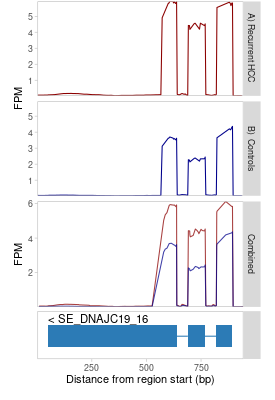 5
4
3
2
1
FPM
A) Recurrent HCC
5
4
3
2
1
B) Controls
6
4
2
FPM
Combined
< SE_DNAJC19_16
250 500 750
Distance from region start (bp)